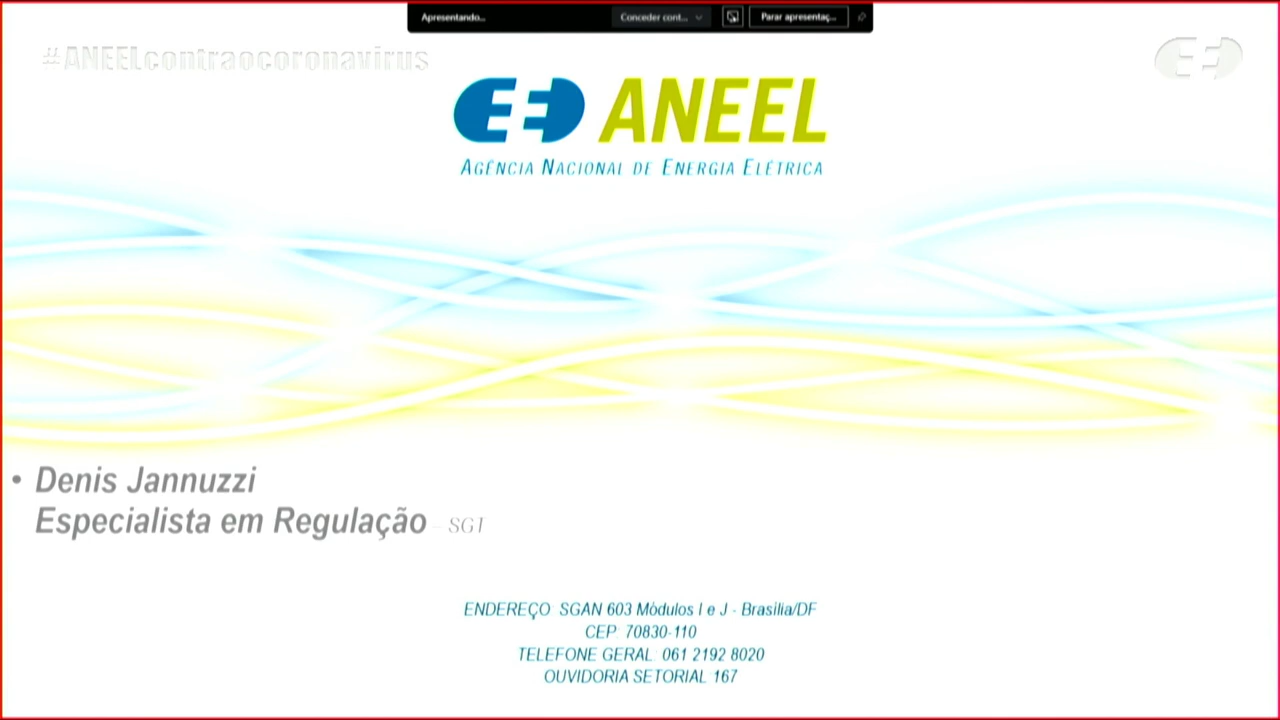 Apresentando...
Conceder cont...
Parar apresentaç...
#ANEELcontraocoronavirus
ANEEL
AGÊNCIA NACIONAL DE ENERGIA ELÉTRICA
• Denis Jannuzzi
Especialista em Regulação – SGT
ENDEREÇO: SGAN 603 Módulos I e J - Brasília/DF
CEP: 70830-110
TELEFONE GERAL: 061 2192 8020
OUVIDORIA SETORIAL 167